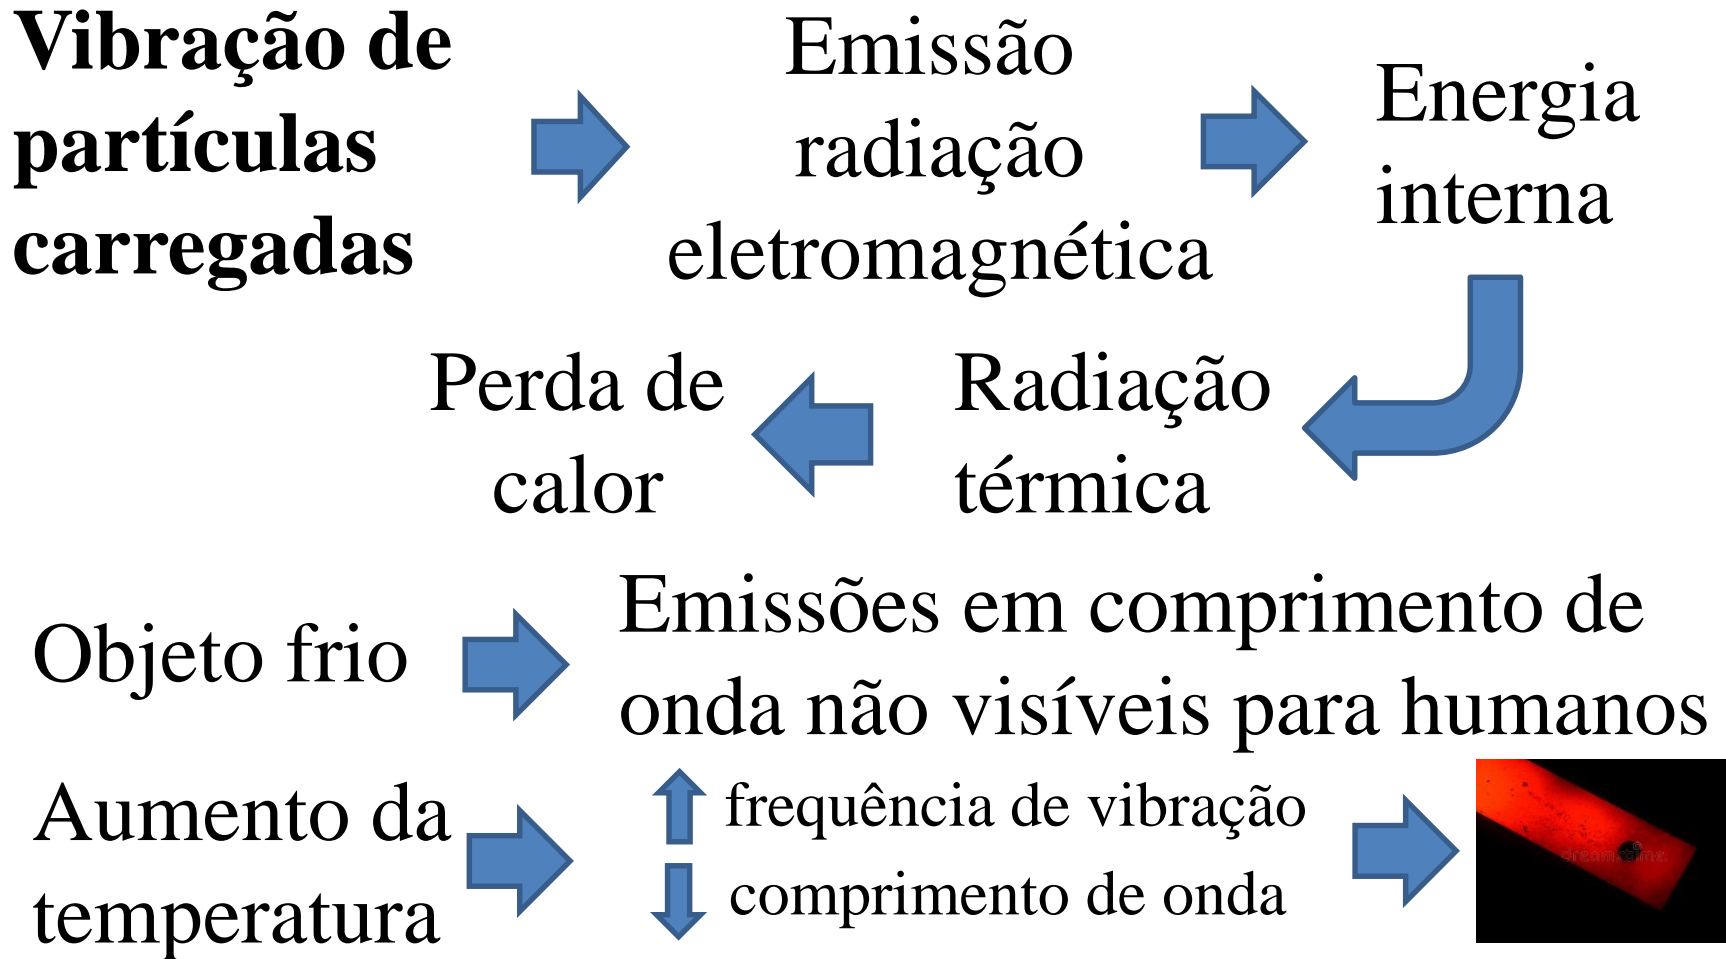 Vibração de
partículas
carregadas
Emissão
radiação
eletromagnética
Energia
interna
Radiação
térmica
Perda de
calor
Objeto frio
Emissões em comprimento de
onda não visíveis para humanos
Aumento da
temperatura
frequência de vibração
comprimento de onda